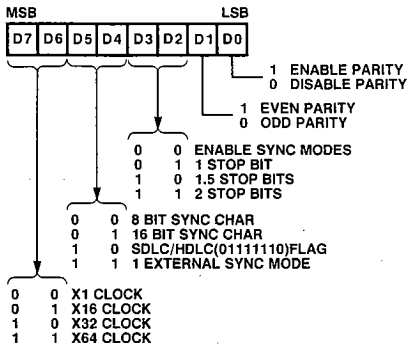 MSB LSB
D7 D6 D5 D4 D3 D2 D1 D0
1 ENABLE PARITY
0 DISABLE PARITY
1 EVEN PARITY
0 ODD PARITY
0 0 ENABLE SYNC MODES
0 1 1 STOP BIT
1 0 1.5 STOP BITS
1 1 2 STOP BITS
0 0 8 BIT SYNC CHAR
0 1 16 BIT SYNC CHAR
1 0 SDLC/HDLC(01111110)FLAG
1 1 1 EXTERNAL SYNC MODE
0 0 X1 CLOCK
0 1 X16 CLOCK
1 0 X32 CLOCK
1 1 X64 CLOCK